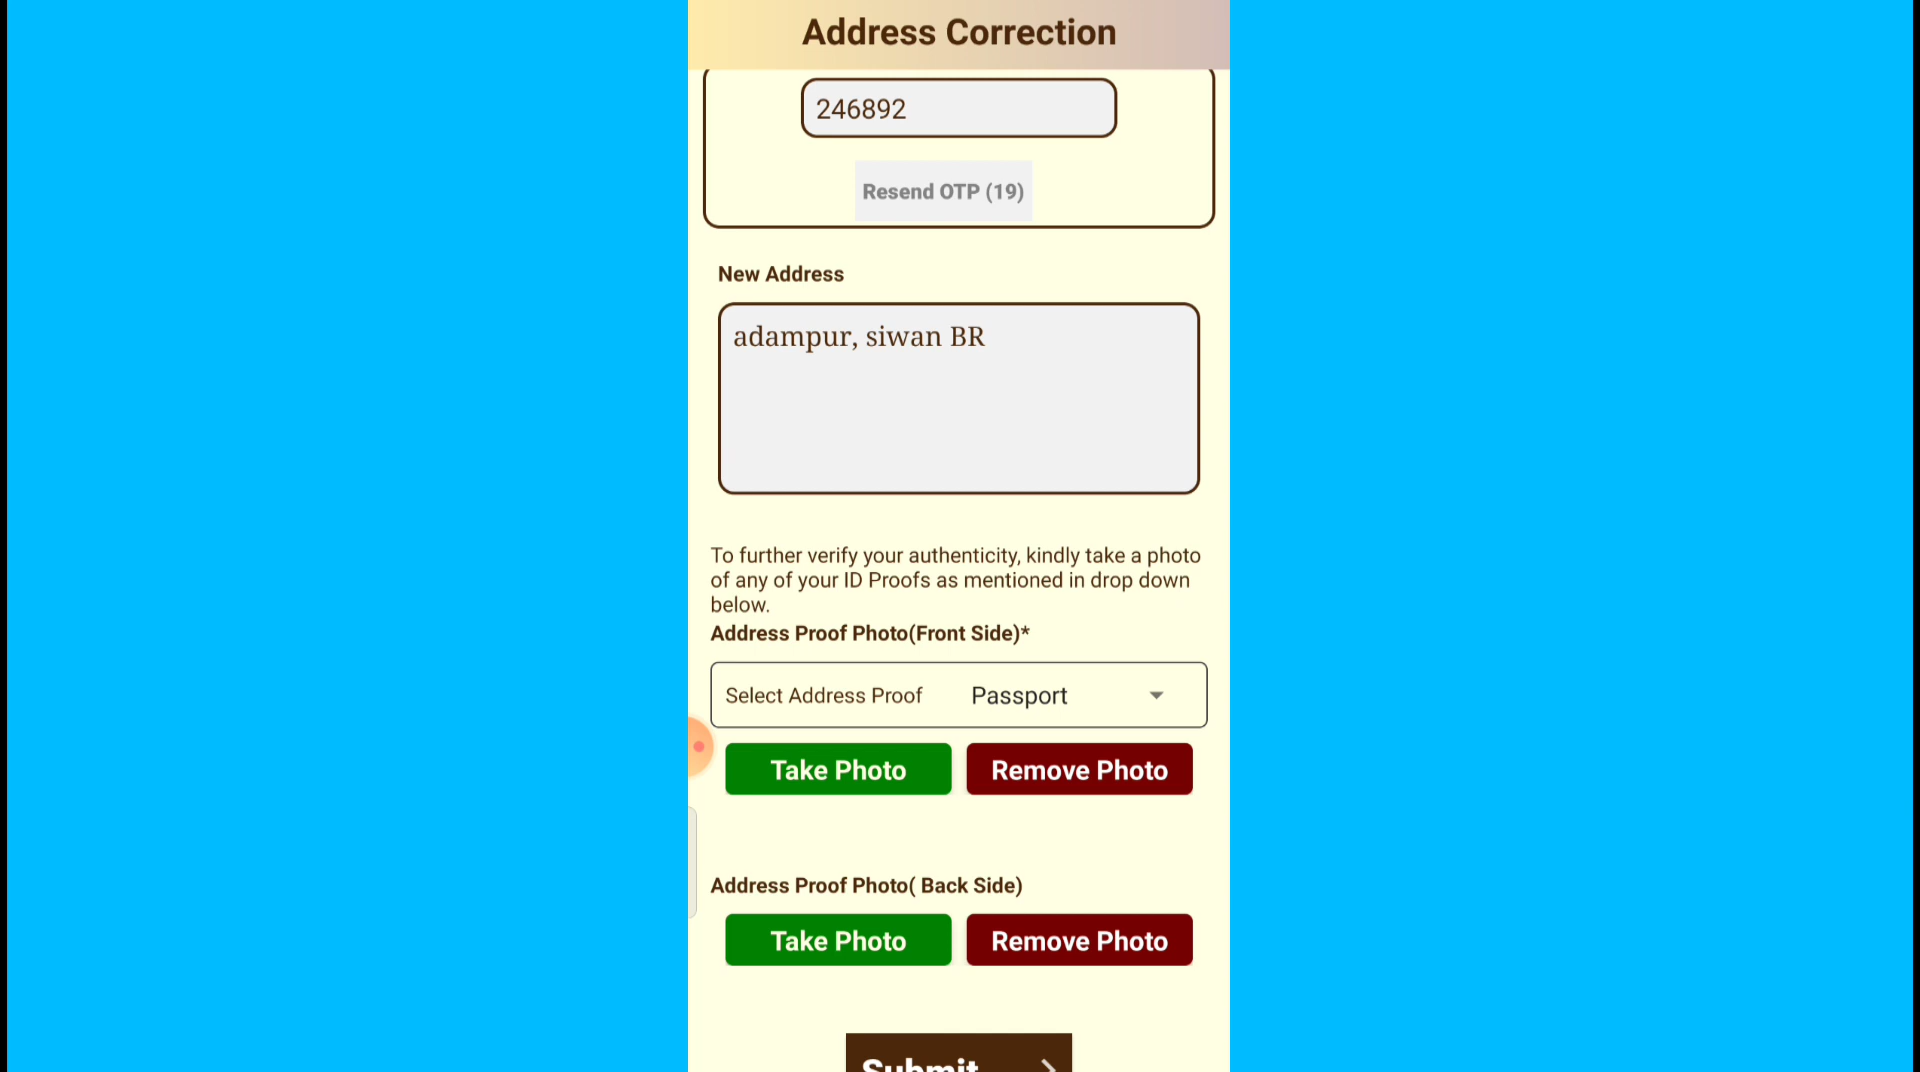 Address Correction
246892
Resend OTP (19)
New Address
adampur, siwan BR
To further verify your authenticity, kindly take a photo
of any of your ID Proofs as mentioned in drop down
below.
Address Proof Photo(Front Side)*
Select Address Proof Passport
Take Photo Remove Photo
Address Proof Photo( Back Side)
Take Photo Remove Photo
Submit